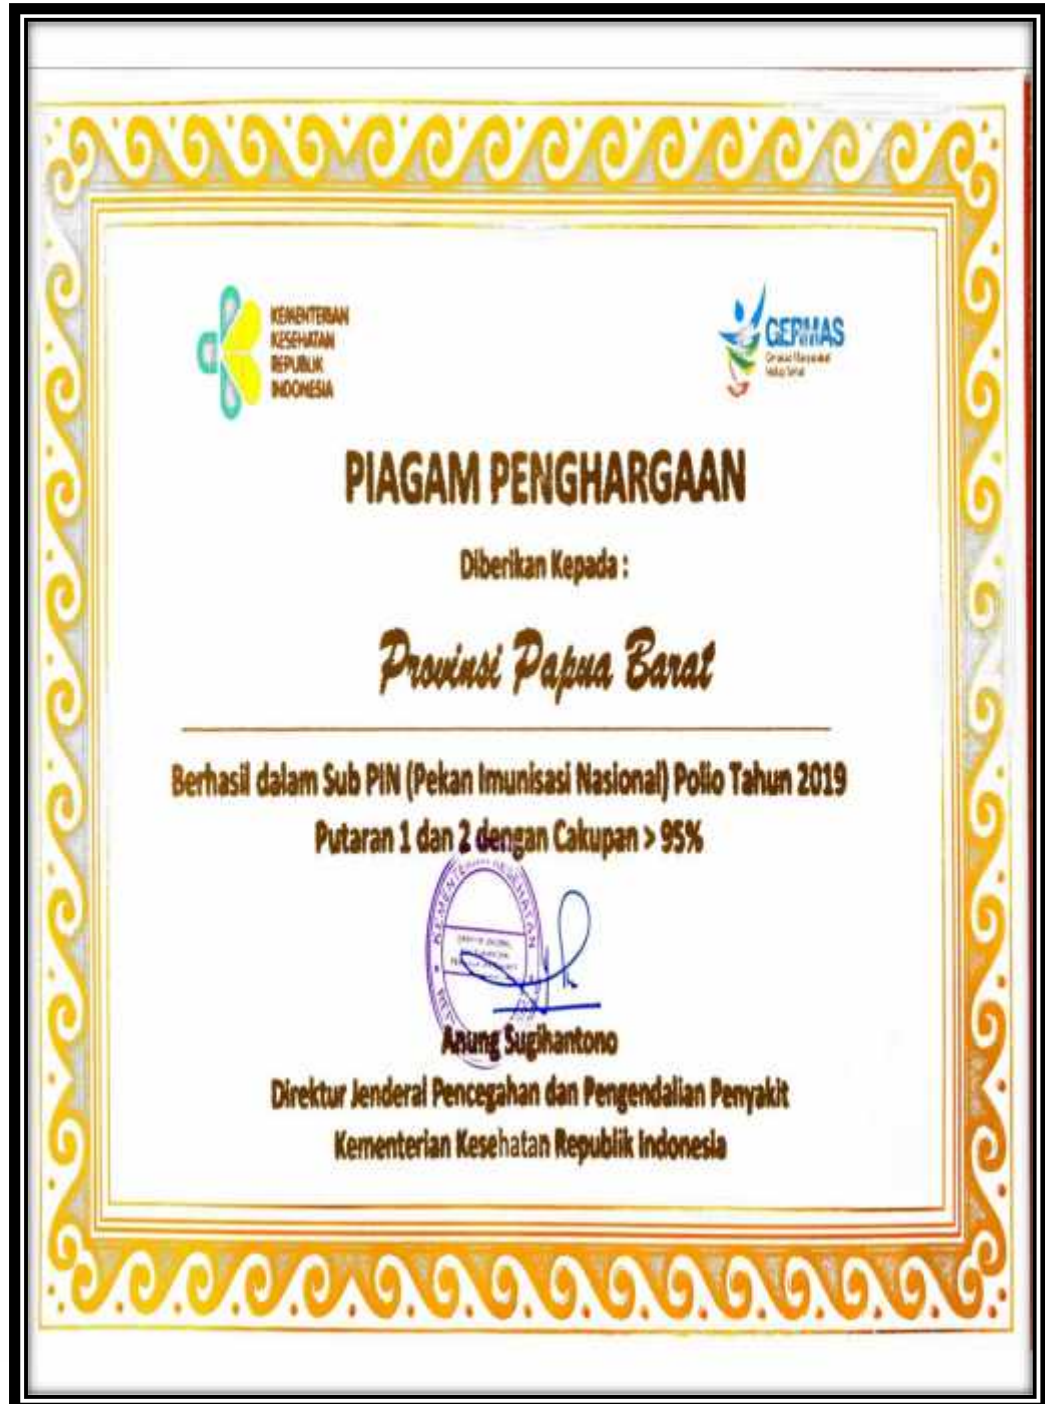 KEMENTERIAN
KESEHATAN
REPUBLIK
INDONESIA
GERMAS
PIAGAM PENGHARGAAN
Diberikan Kepada :
Provinsi Papua Barat
Berhasil dalam Sub PIN (Pekan Imunisasi Nasional) Polio Tahun 2019
Putaran 1 dan 2 dengan Cakupan > 95%
KEMENTERIAN KESEHATAN
Anung Sugihantono
Direktur Jenderal Pencegahan dan Pengendalian Penyakit
Kementerian Kesehatan Republik Indonesia